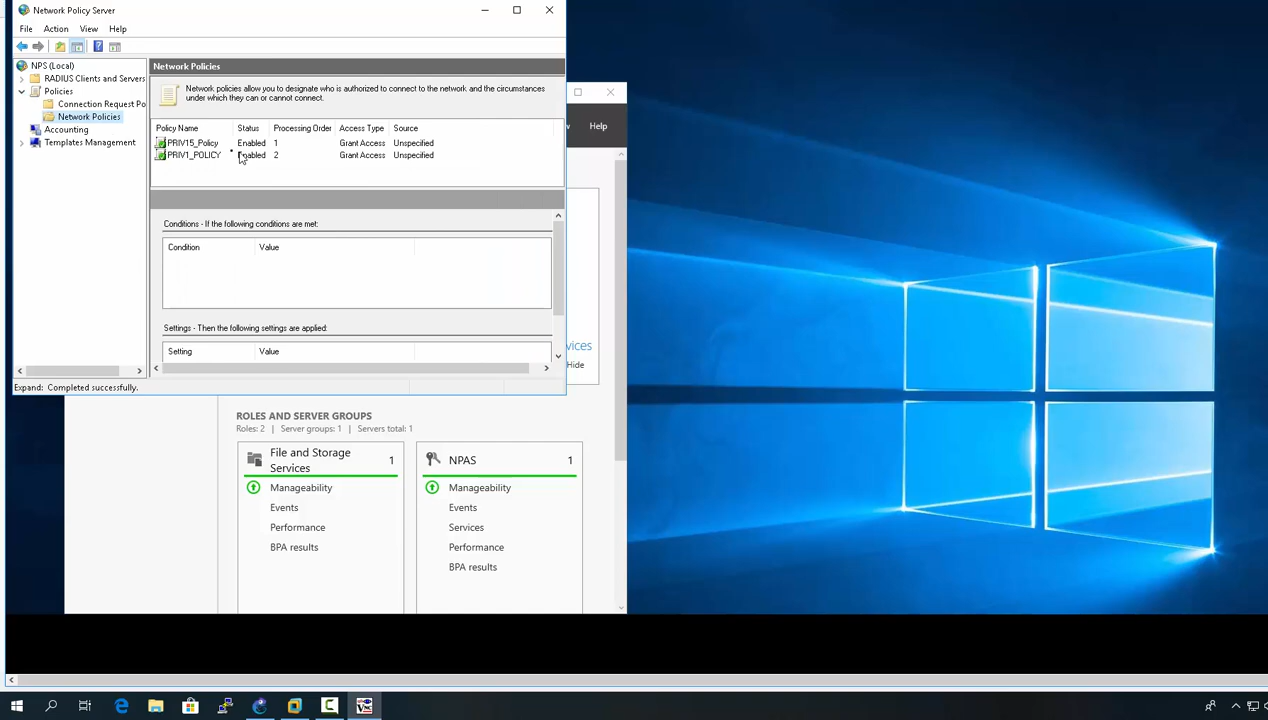 Network Policy Server
File Action View Help
NPS (Local)
RADIUS Clients and Servers
Policies
Connection Request Po
Network Policies
Accounting
Templates Management
Network Policies
Network policies allow you to designate who is authorized to connect to the network and the circumstances
under which they can or cannot connect.
Policy Name Status Processing Order Access Type Source
PRIV15_Policy Enabled 1 Grant Access Unspecified
PRIV1_POLICY Enabled 2 Grant Access Unspecified
Conditions - If the following conditions are met:
Condition Value
Settings - Then the following settings are applied:
Setting Value
Expand: Completed successfully.
w Help
vices
Hide
ROLES AND SERVER GROUPS
Roles: 2 | Server groups: 1 | Servers total: 1
File and Storage
Services
1
Manageability
Events
Performance
BPA results
NPAS 1
Manageability
Events
Services
Performance
BPA results